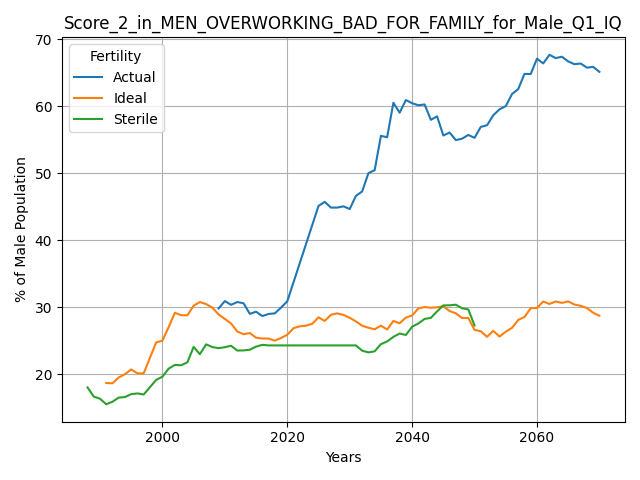 Score_2_in_MEN_OVERWORKING_BAD_FOR_FAMILY_for_Male_Q1_IQ
Fertility
Actual
Ideal
Sterile
% of Male Population
70
60
50
40
30
20
2000
2020
2040
2060
Years